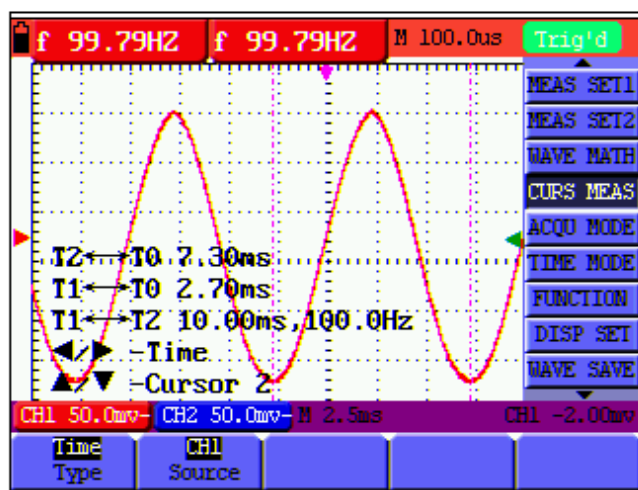 f 99.79HZ f 99.79HZ M 100.0us Trig'd
MEAS SET1
MEAS SET2
WAVE MATH
CURS MEAS
ACQU MODE
TIME MODE
FUNCTION
DISP SET
WAVE SAVE
T2←→T0 7.30ms
T1←→T0 2.70ms
T1←→T2 10.00ms,100.0Hz
◀/▶ -Time
▲/▼ -Cursor 2
CH1 50.0mv- CH2 50.0mv- M 2.5ms CH1 -2.00mv
Time CH1
Type Source